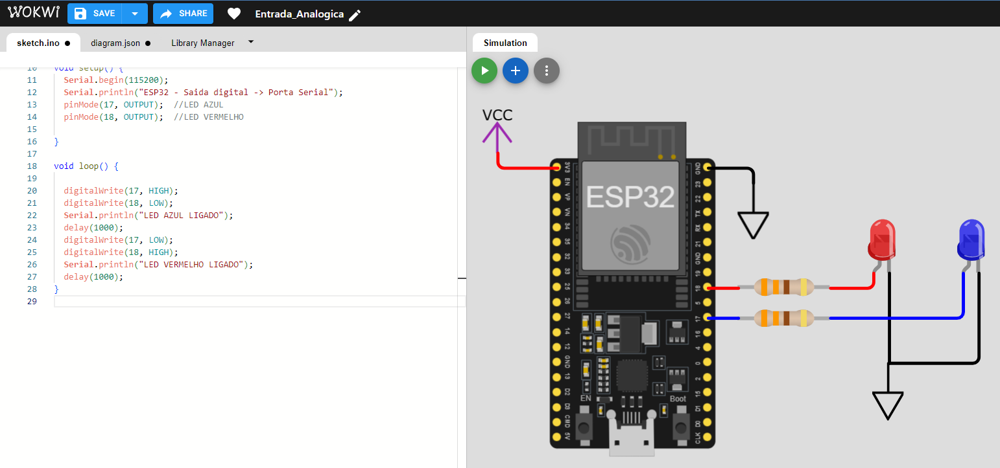 WOKWI SAVE SHARE Entrada_Analogica
sketch.ino diagram.json Library Manager
Simulation
10 void setup() {
11 Serial.begin(115200);
12 Serial.println("ESP32 - Saida digital -> Porta Serial");
13 pinMode(17, OUTPUT); //LED AZUL
14 pinMode(18, OUTPUT); //LED VERMELHO
15
16 }
17
18 void loop() {
19
20 digitalWrite(17, HIGH);
21 digitalWrite(18, LOW);
22 Serial.println("LED AZUL LIGADO");
23 delay(1000);
24 digitalWrite(17, LOW);
25 digitalWrite(18, HIGH);
26 Serial.println("LED VERMELHO LIGADO");
27 delay(1000);
28 }
29
VCC
ESP32
3V3
EN
VP
VN
34
35
32
33
25
26
27
14
12
GND
13
D2
D3
CMD
5V
GND
23
22
TX
RX
21
GND
19
18
5
17
16
4
0
2
15
D1
D0
CLK
EN
Boot